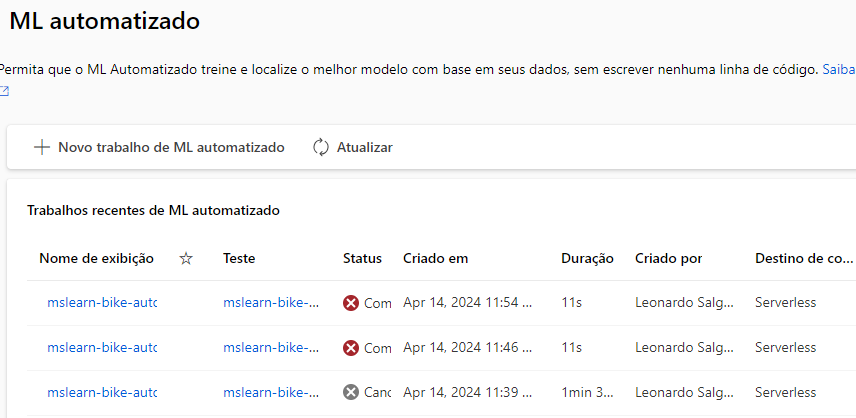 ML automatizado
Permita que o ML Automatizado treine e localize o melhor modelo com base em seus dados, sem escrever nenhuma linha de código. Saiba
Novo trabalho de ML automatizado Atualizar
Trabalhos recentes de ML automatizado
Nome de exibição Teste Status Criado em Duração Criado por Destino de co...
mslearn-bike-auto mslearn-bike-... Com Apr 14, 2024 11:54 ... 11s Leonardo Salg... Serverless
mslearn-bike-auto mslearn-bike-... Com Apr 14, 2024 11:46 ... 11s Leonardo Salg... Serverless
mslearn-bike-auto mslearn-bike-... Canc Apr 14, 2024 11:39 ... 1min 3... Leonardo Salg... Serverless